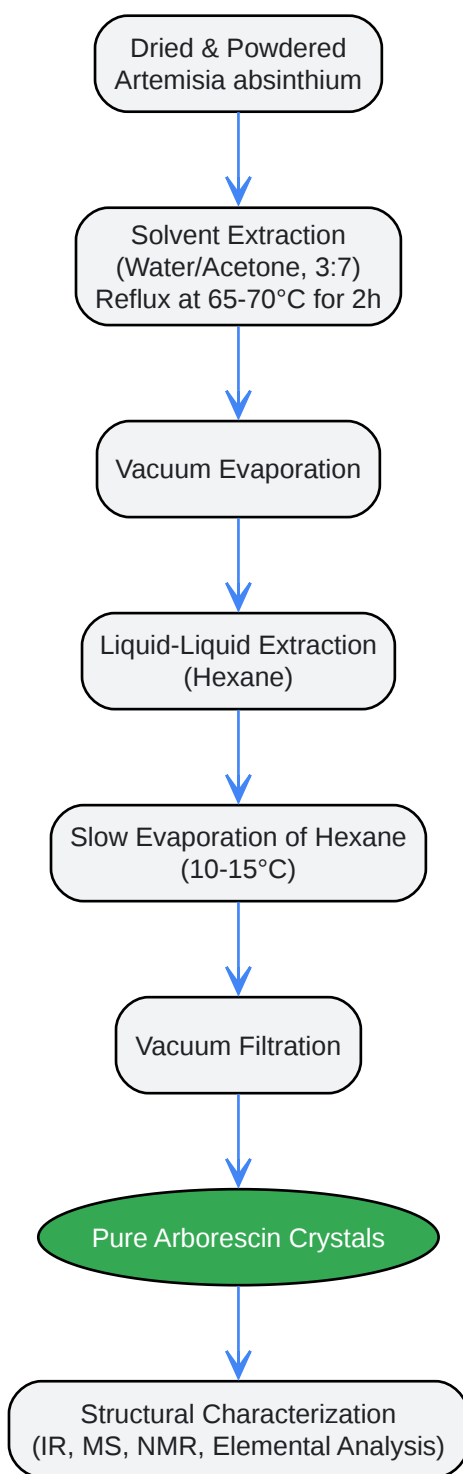 Dried & Powdered
Artemisia absinthium
Solvent Extraction
(Water/Acetone, 3:7)
Reflux at 65-70°C for 2h
Vacuum Evaporation
Liquid-Liquid Extraction
(Hexane)
Slow Evaporation of Hexane
(10-15°C)
Vacuum Filtration
Pure Arborescin Crystals
Structural Characterization
(IR, MS, NMR, Elemental Analysis)